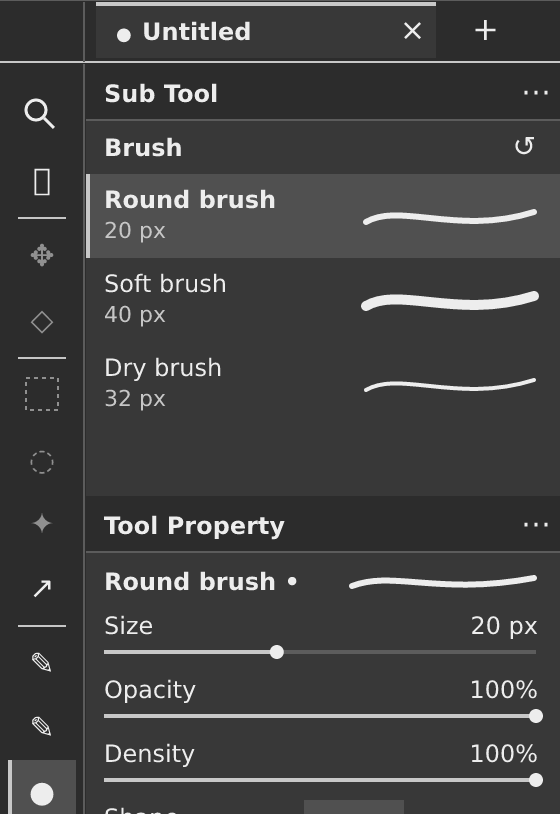 Untitled
Sub Tool
Brush
Round brush
20 px
Soft brush
40 px
Dry brush
32 px
Tool Property
Round brush •
Size 20 px
Opacity 100%
Density 100%